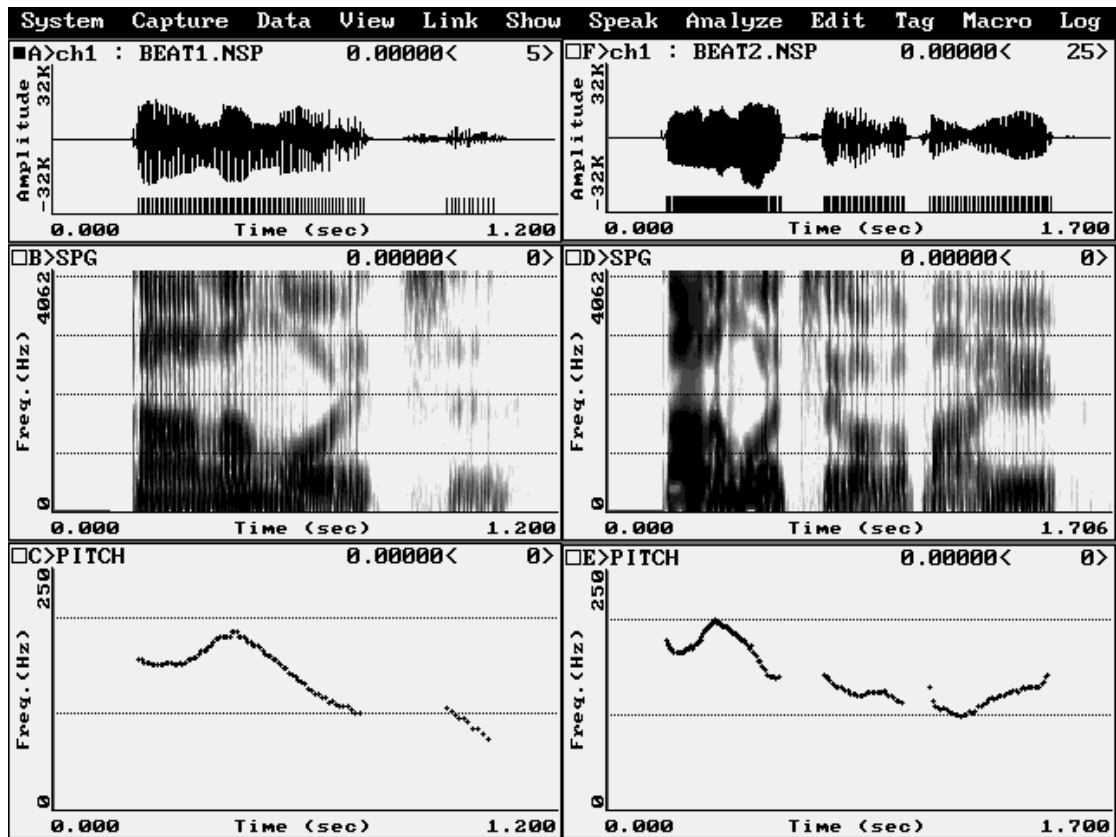 System Capture Data View Link Show Speak Analyze Edit Tag Macro Log
■A>ch1 : BEAT1.NSP 0.00000< 5>
Amplitude
32K
-32K
0.000 Time (sec) 1.200
□F>ch1 : BEAT2.NSP 0.00000< 25>
Amplitude
32K
-32K
0.000 Time (sec) 1.700
□B>SPG 0.00000< 0>
Freq.(Hz)
4062
0
0.000 Time (sec) 1.200
□D>SPG 0.00000< 0>
Freq.(Hz)
4062
0
0.000 Time (sec) 1.706
□C>PITCH 0.00000< 0>
Freq.(Hz)
250
0
0.000 Time (sec) 1.200
□E>PITCH 0.00000< 0>
Freq.(Hz)
250
0
0.000 Time (sec) 1.700